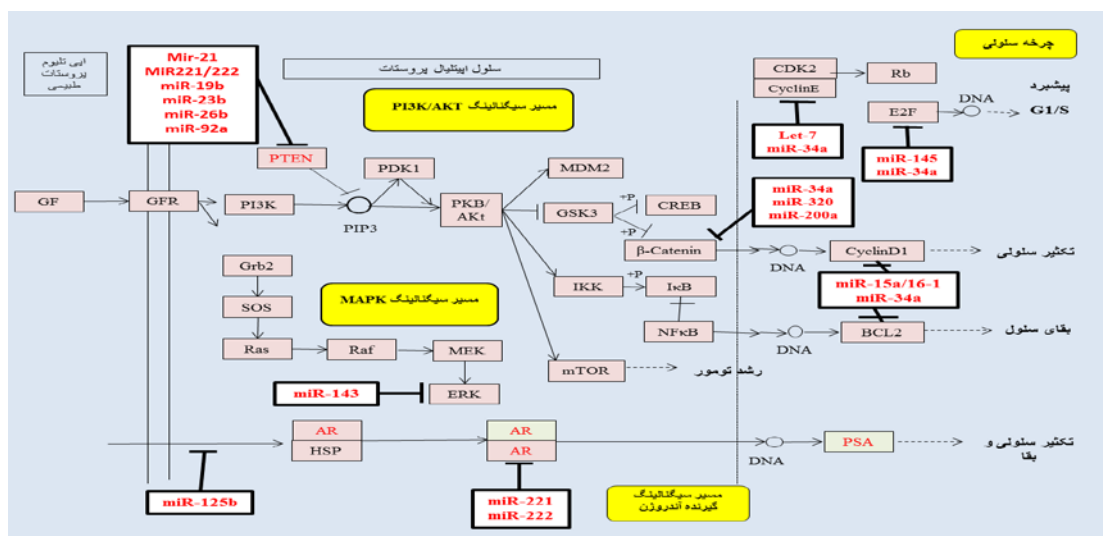 چرخه سلولی
اپی تلیوم
پروستات
طبیسی
Mir-21
MIR221/222
miR-19b
miR-23b
miR-26b
miR-92a
سلول اپیتلیال پروستات
CDK2
CyclinE
Rb
پیشبرد
G1/S
مسیر سیگنالینگ PI3K/AKT
E2F
DNA
Let-7
miR-34a
miR-145
miR-34a
PTEN
PDK1
MDM2
GF
GFR
PI3K
PIP3
PKB/
AKt
GSK3
+P
+P
CREB
miR-34a
miR-320
miR-200a
β-Catenin
DNA
CyclinD1
تکثیر سلولی
Grb2
SOS
Ras
Raf
MEK
ERK
مسیر سیگنالینگ MAPK
IKK
+P
IκB
NFκB
miR-15a/16-1
miR-34a
DNA
BCL2
بقای سلول
mTOR
رشد تومور
miR-143
AR
HSP
AR
AR
DNA
PSA
تکثیر سلولی و
بقا
miR-125b
miR-221
miR-222
مسیر سیگنالینگ
گیرنده آندروژن